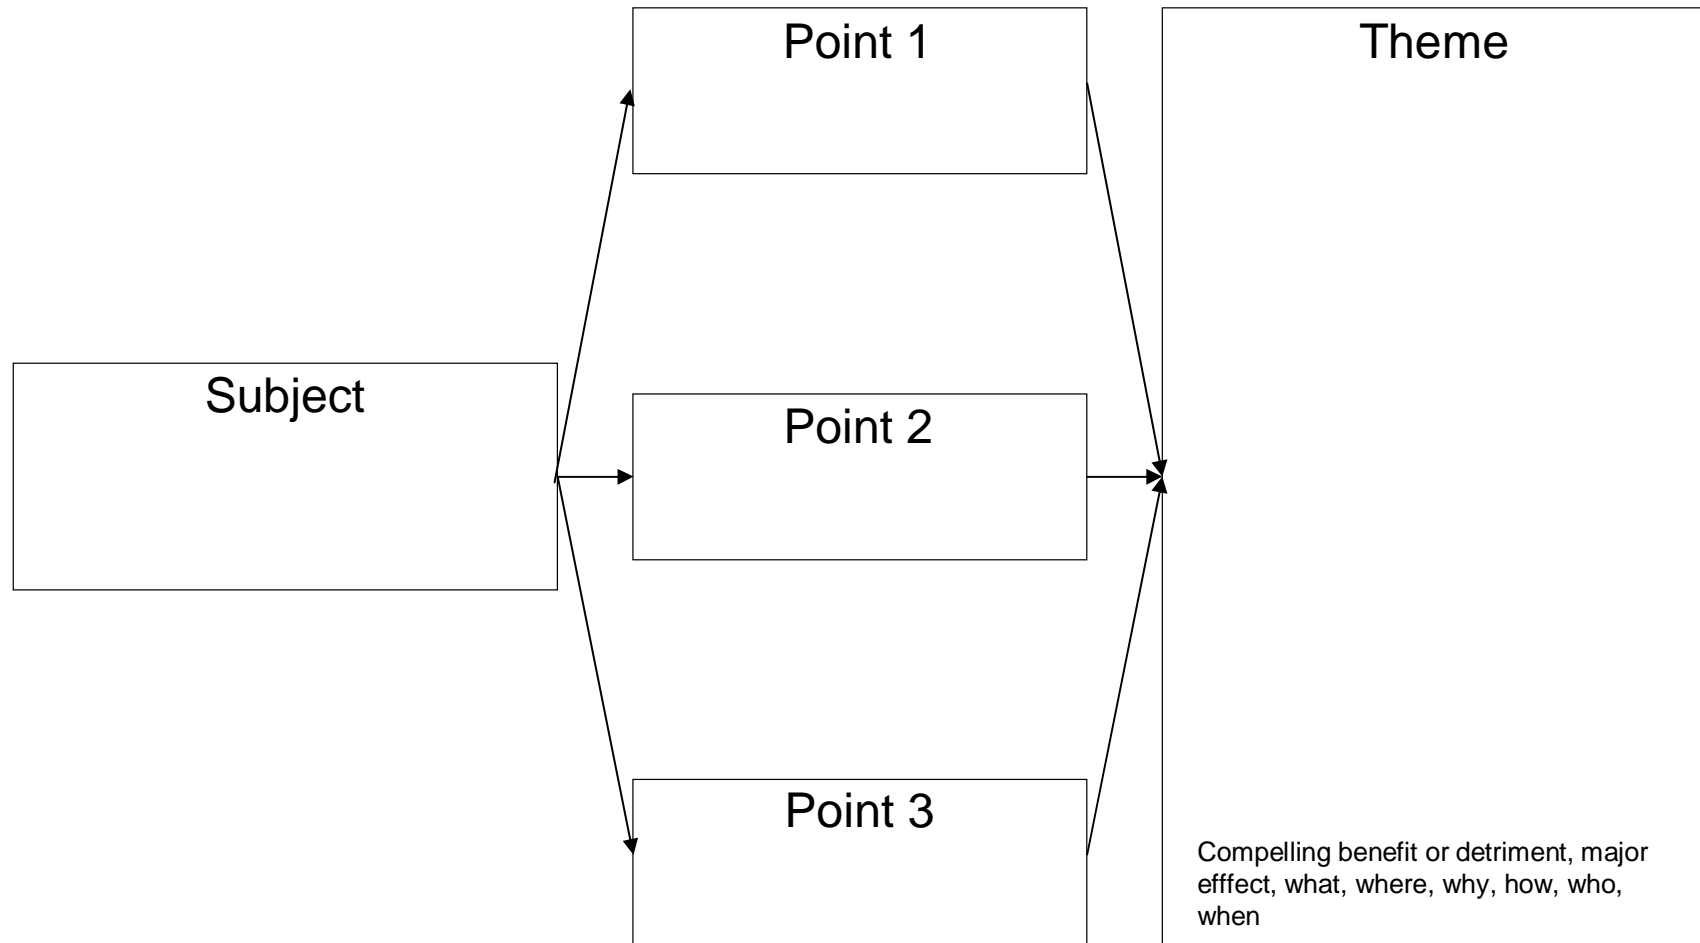 Point 1
Theme
Subject
Point 2
Point 3
Compelling benefit or detriment, major
efffect, what, where, why, how, who,
when